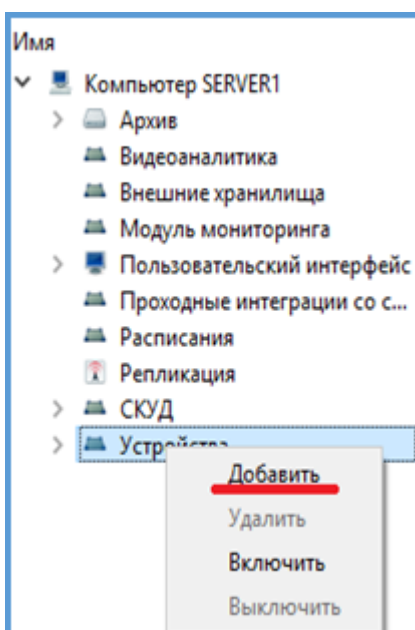 Имя
Компьютер SERVER1
Архив
Видеоаналитика
Внешние хранилища
Модуль мониторинга
Пользовательский интерфейс
Проходные интеграции со с...
Расписания
Репликация
СКУД
Устройства
Добавить
Удалить
Включить
Выключить